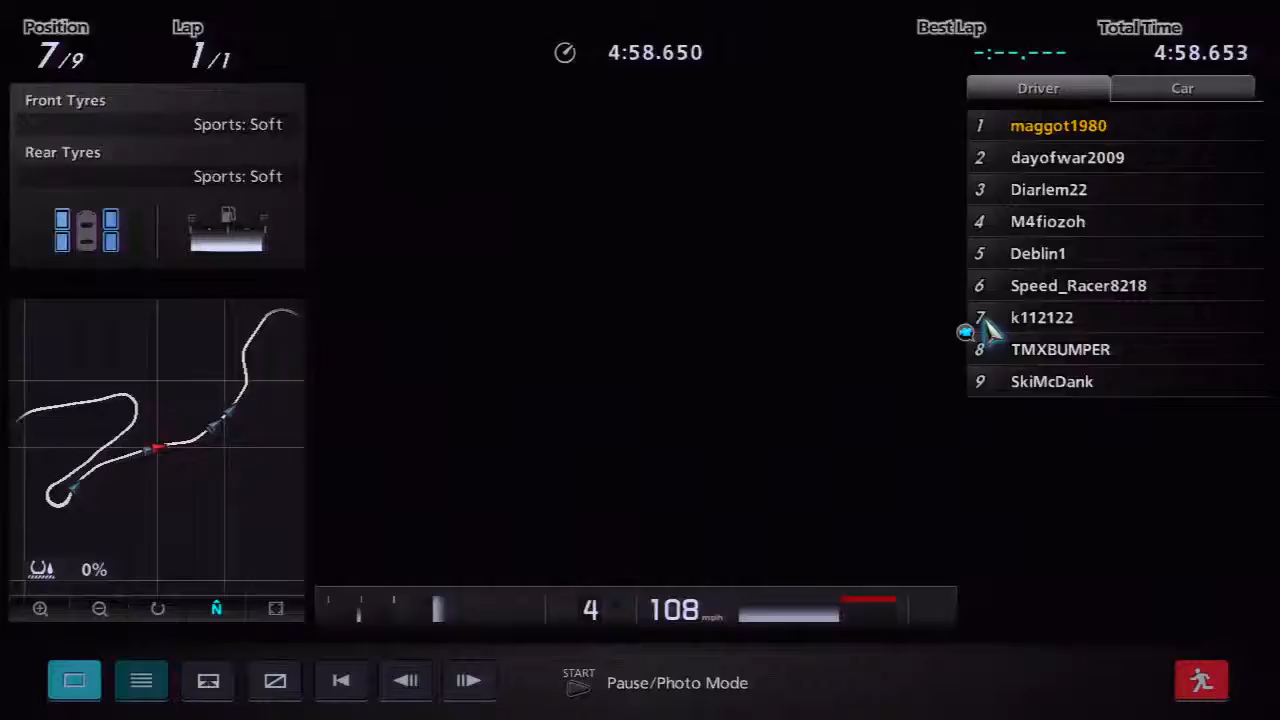 Position
7/9
Lap
1/1
4:58.650
Best Lap
-:--.---
Total Time
4:58.653
Front Tyres
Sports: Soft
Rear Tyres
Sports: Soft
Driver
Car
1 maggot1980
2 dayofwar2009
3 Diarlem22
4 M4fiozoh
5 Deblin1
6 Speed_Racer8218
7 k112122
8 TMXBUMPER
9 SkiMcDank
0%
N
4
108 mph
START
Pause/Photo Mode